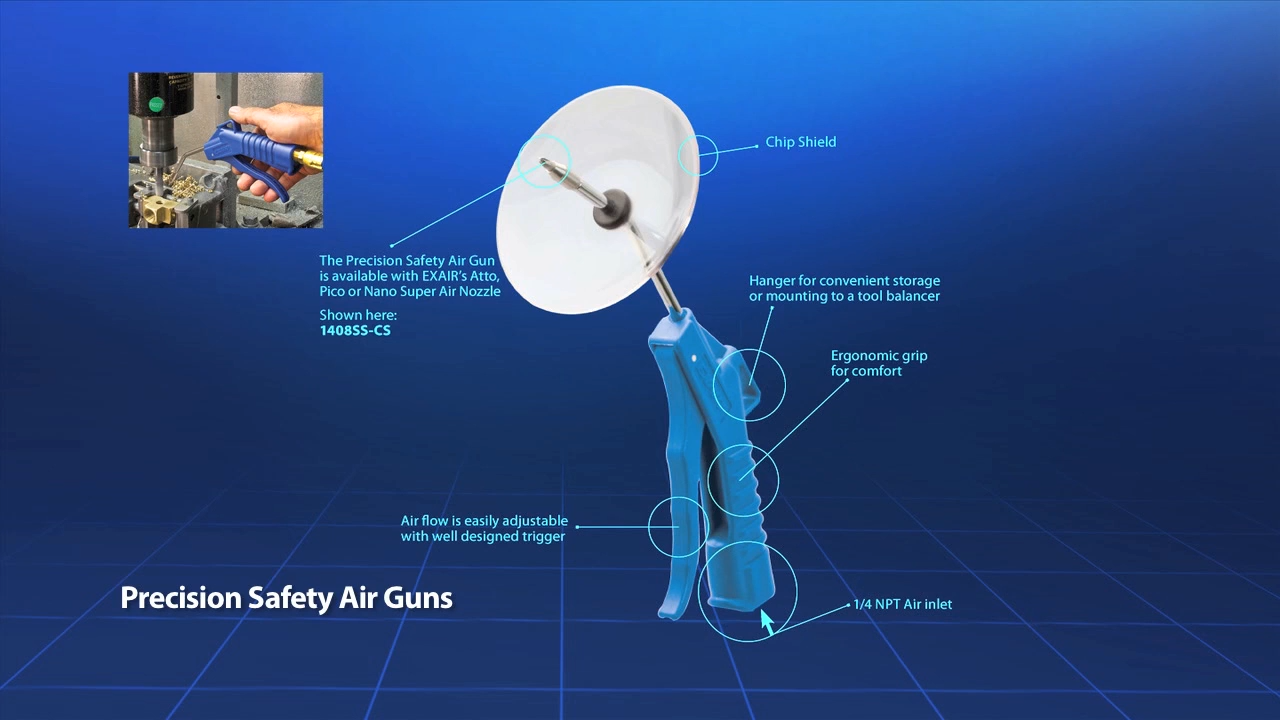 Chip Shield
The Precision Safety Air Gun
is available with EXAIR's Atto,
Pico or Nano Super Air Nozzle
Shown here:
1408SS-CS
Hanger for convenient storage
or mounting to a tool balancer
Ergonomic grip
for comfort
Air flow is easily adjustable
with well designed trigger
Precision Safety Air Guns
1/4 NPT Air inlet